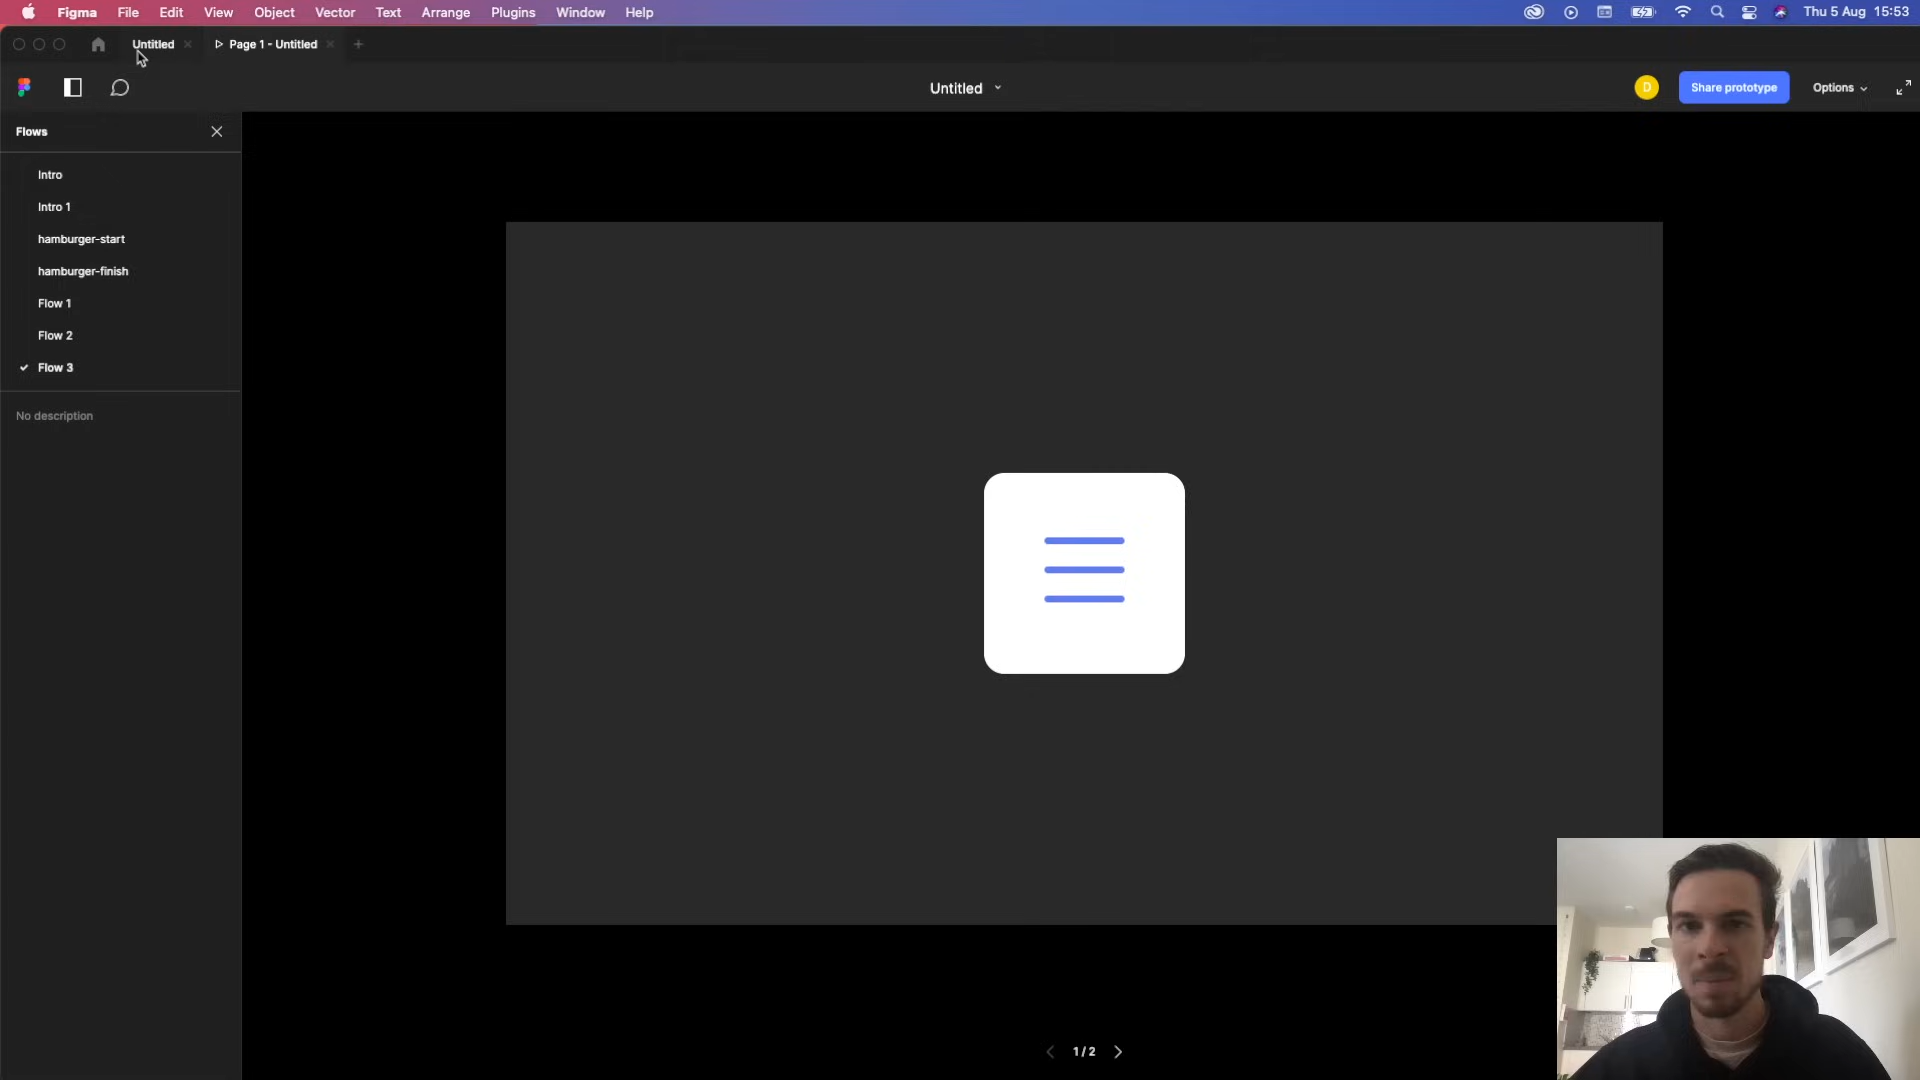 Figma File Edit View Object Vector Text Arrange Plugins Window Help Thu 5 Aug 15:53
Untitled Page 1 - Untitled
Untitled D Share prototype Options
Flows
Intro
Intro 1
hamburger-start
hamburger-finish
Flow 1
Flow 2
Flow 3
No description
1 / 2